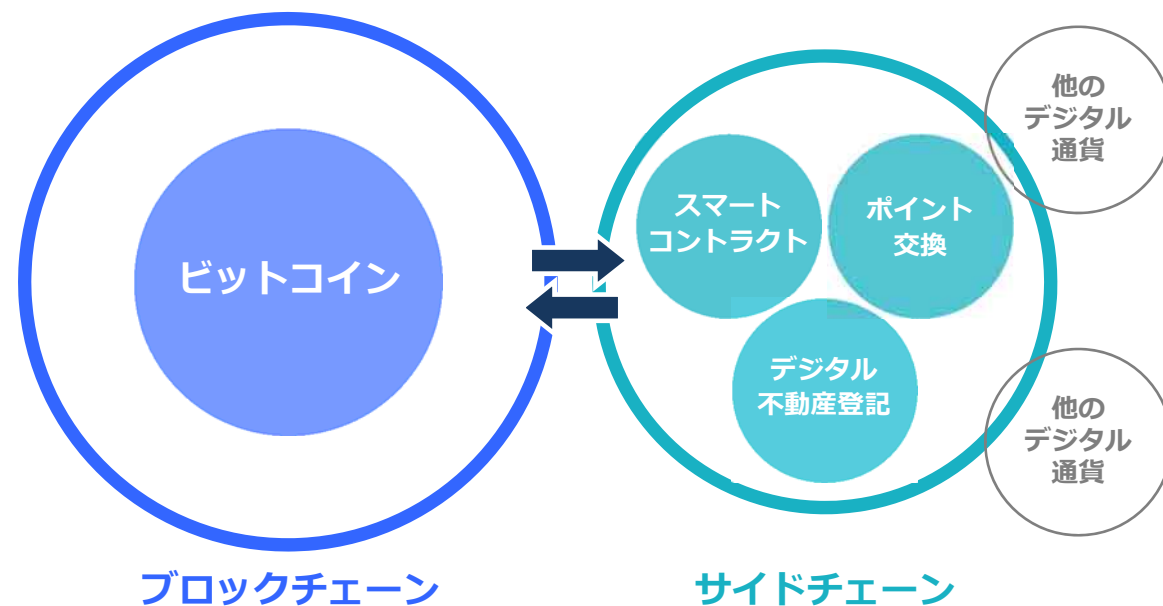 ビットコイン
ブロックチェーン
スマート
コントラクト
ポイント
交換
デジタル
不動産登記
サイドチェーン
他の
デジタル
通貨
他の
デジタル
通貨